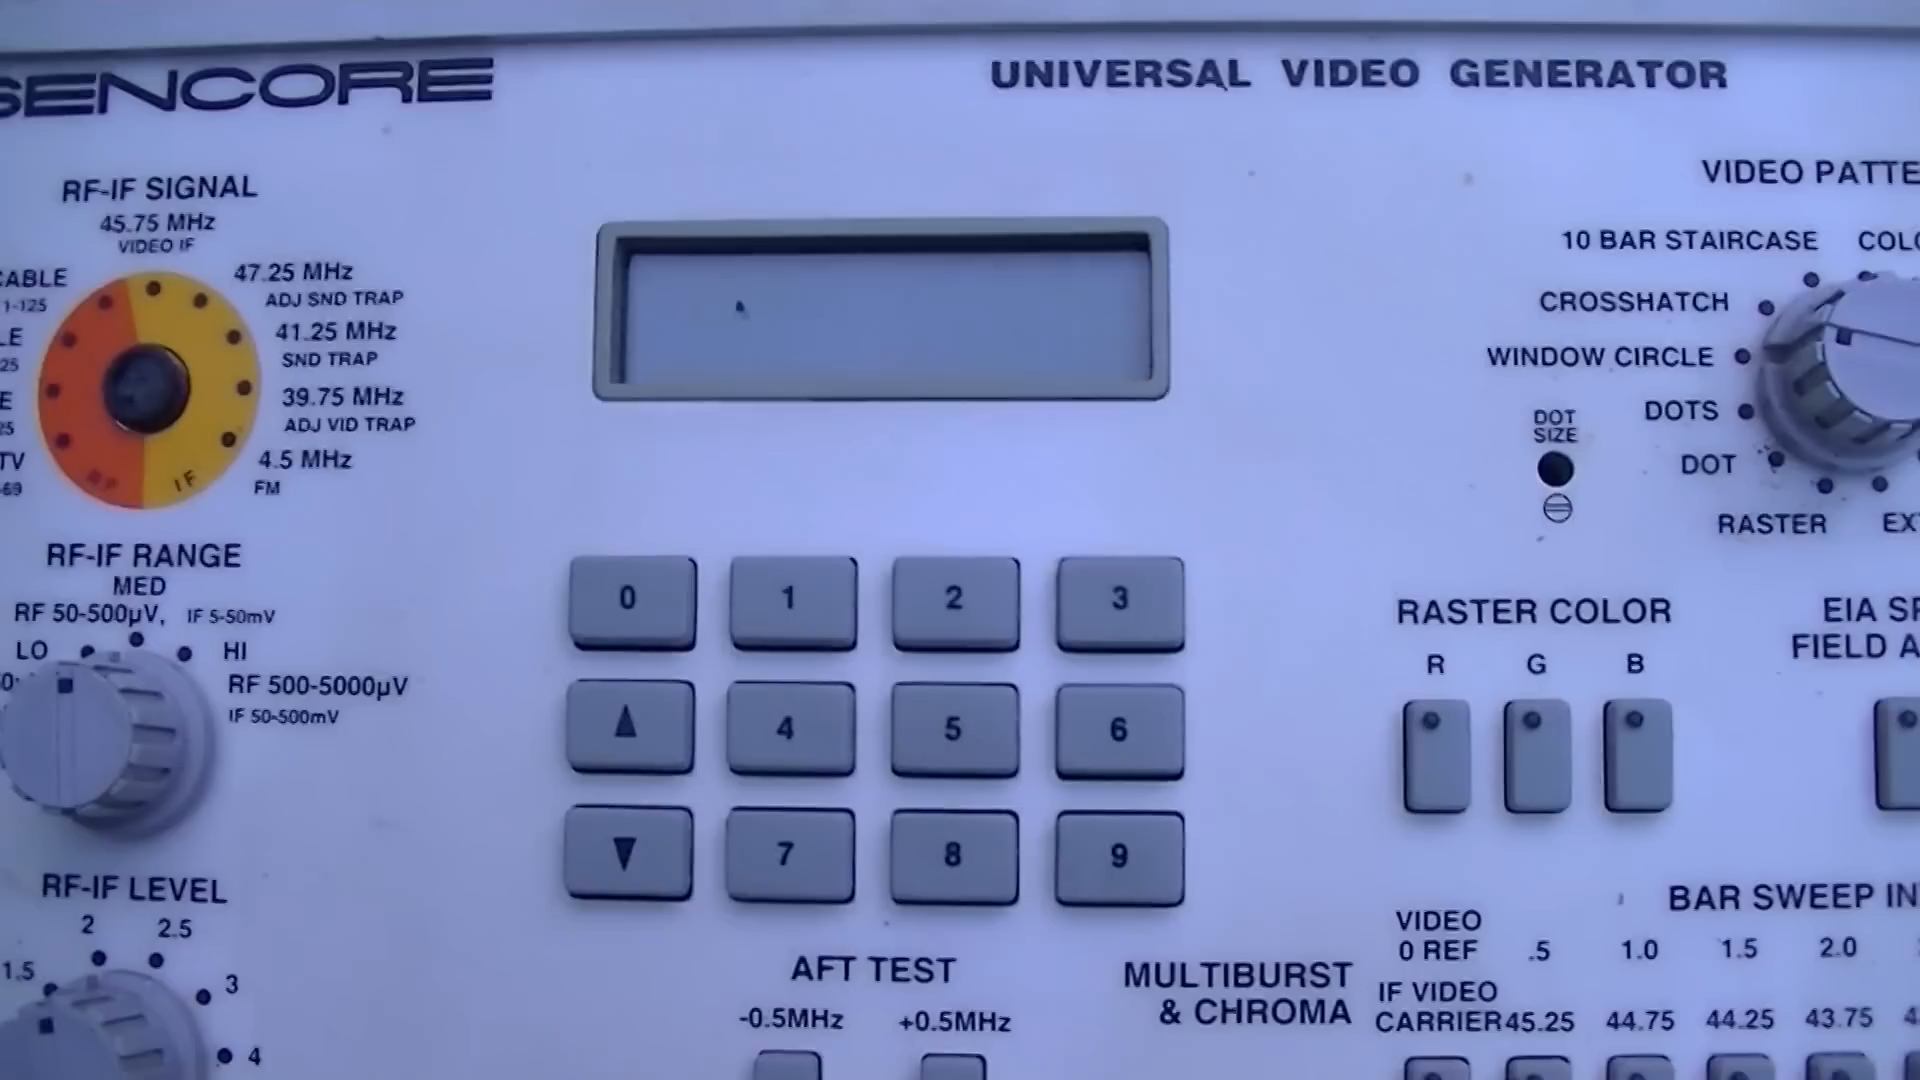 SENCORE
UNIVERSAL VIDEO GENERATOR
RF-IF SIGNAL
45.75 MHz
VIDEO IF
CABLE
1-125
47.25 MHz
ADJ SND TRAP
41.25 MHz
SND TRAP
39.75 MHz
ADJ VID TRAP
4.5 MHz
FM
RF
IF
LE
25
E
25
TV
-69
RF-IF RANGE
MED
RF 50-500µV, IF 5-50mV
LO
HI
RF 500-5000µV
IF 50-500mV
RF-IF LEVEL
1.5
2
2.5
3
4
0
1
2
3
▲
4
5
6
▼
7
8
9
AFT TEST
-0.5MHz
+0.5MHz
MULTIBURST
& CHROMA
VIDEO PATTE
10 BAR STAIRCASE
COLO
CROSSHATCH
WINDOW CIRCLE
DOTS
DOT
DOT
SIZE
RASTER
EXT
RASTER COLOR
R G B
EIA SP
FIELD A
BAR SWEEP IN
VIDEO
0 REF .5 1.0 1.5 2.0
IF VIDEO
CARRIER 45.25 44.75 44.25 43.75